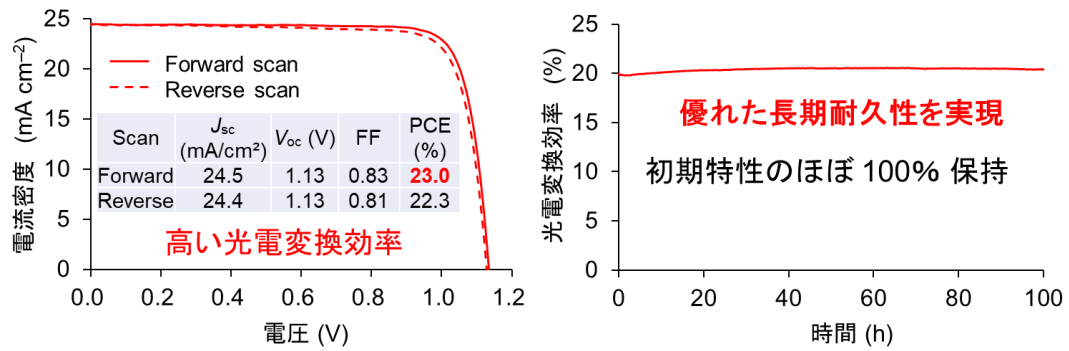 25
20
15
10
5
0
電流密度 (mA cm⁻²)
Forward scan
Reverse scan
Scan Jsc (mA/cm²) Voc (V) FF PCE (%)
Forward 24.5 1.13 0.83 23.0
Reverse 24.4 1.13 0.81 22.3
高い光電変換効率
0.0 0.2 0.4 0.6 0.8 1.0 1.2
電圧 (V)
25
20
15
10
5
0
光電変換効率 (%)
優れた長期耐久性を実現
初期特性のほぼ 100% 保持
0 20 40 60 80 100
時間 (h)